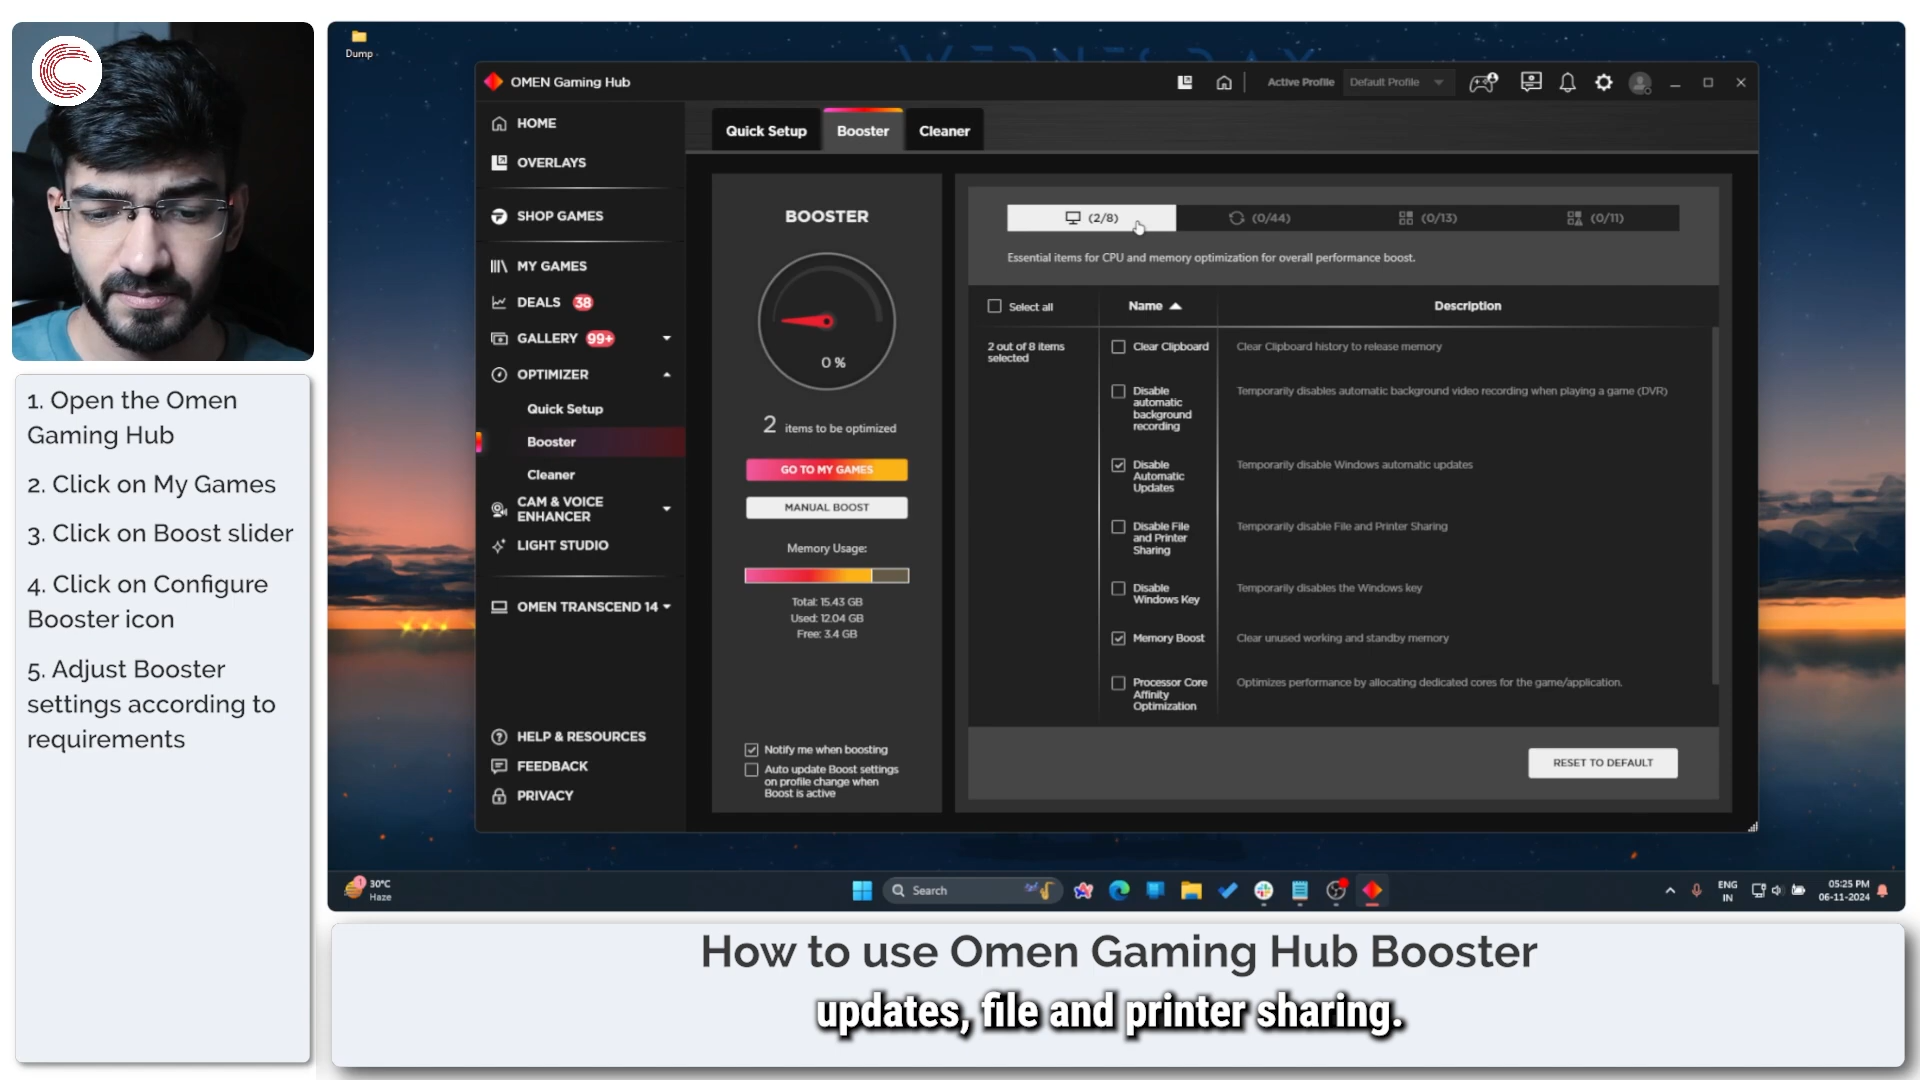 Dump
OMEN Gaming Hub
Active Profile
Default Profile
HOME
OVERLAYS
SHOP GAMES
MY GAMES
DEALS 38
GALLERY 99+
OPTIMIZER
Quick Setup
Booster
Cleaner
CAM & VOICE
ENHANCER
LIGHT STUDIO
OMEN TRANSCEND 14
HELP & RESOURCES
FEEDBACK
PRIVACY
Quick Setup
Booster
Cleaner
BOOSTER
0 %
2 items to be optimized
GO TO MY GAMES
MANUAL BOOST
Memory Usage:
Total: 15.43 GB
Used: 12.04 GB
Free: 3.4 GB
Notify me when boosting
Auto update Boost settings
on profile change when
Boost is active
(2/8)
(0/44)
(0/13)
(0/11)
Essential items for CPU and memory optimization for overall performance boost.
Select all
Name
Description
2 out of 8 items
selected
Clear Clipboard
Clear Clipboard history to release memory
Disable
automatic
background
recording
Temporarily disables automatic background video recording when playing a game (DVR)
Disable
Automatic
Updates
Temporarily disable Windows automatic updates
Disable File
and Printer
Sharing
Temporarily disable File and Printer Sharing
Disable
Windows Key
Temporarily disables the Windows key
Memory Boost
Clear unused working and standby memory
Processor Core
Affinity
Optimization
Optimizes performance by allocating dedicated cores for the game/application.
RESET TO DEFAULT
1
30°C
Haze
Search
ENG
IN
05:25 PM
06-11-2024
1. Open the Omen
Gaming Hub
2. Click on My Games
3. Click on Boost slider
4. Click on Configure
Booster icon
5. Adjust Booster
settings according to
requirements
How to use Omen Gaming Hub Booster
updates, file and printer sharing.